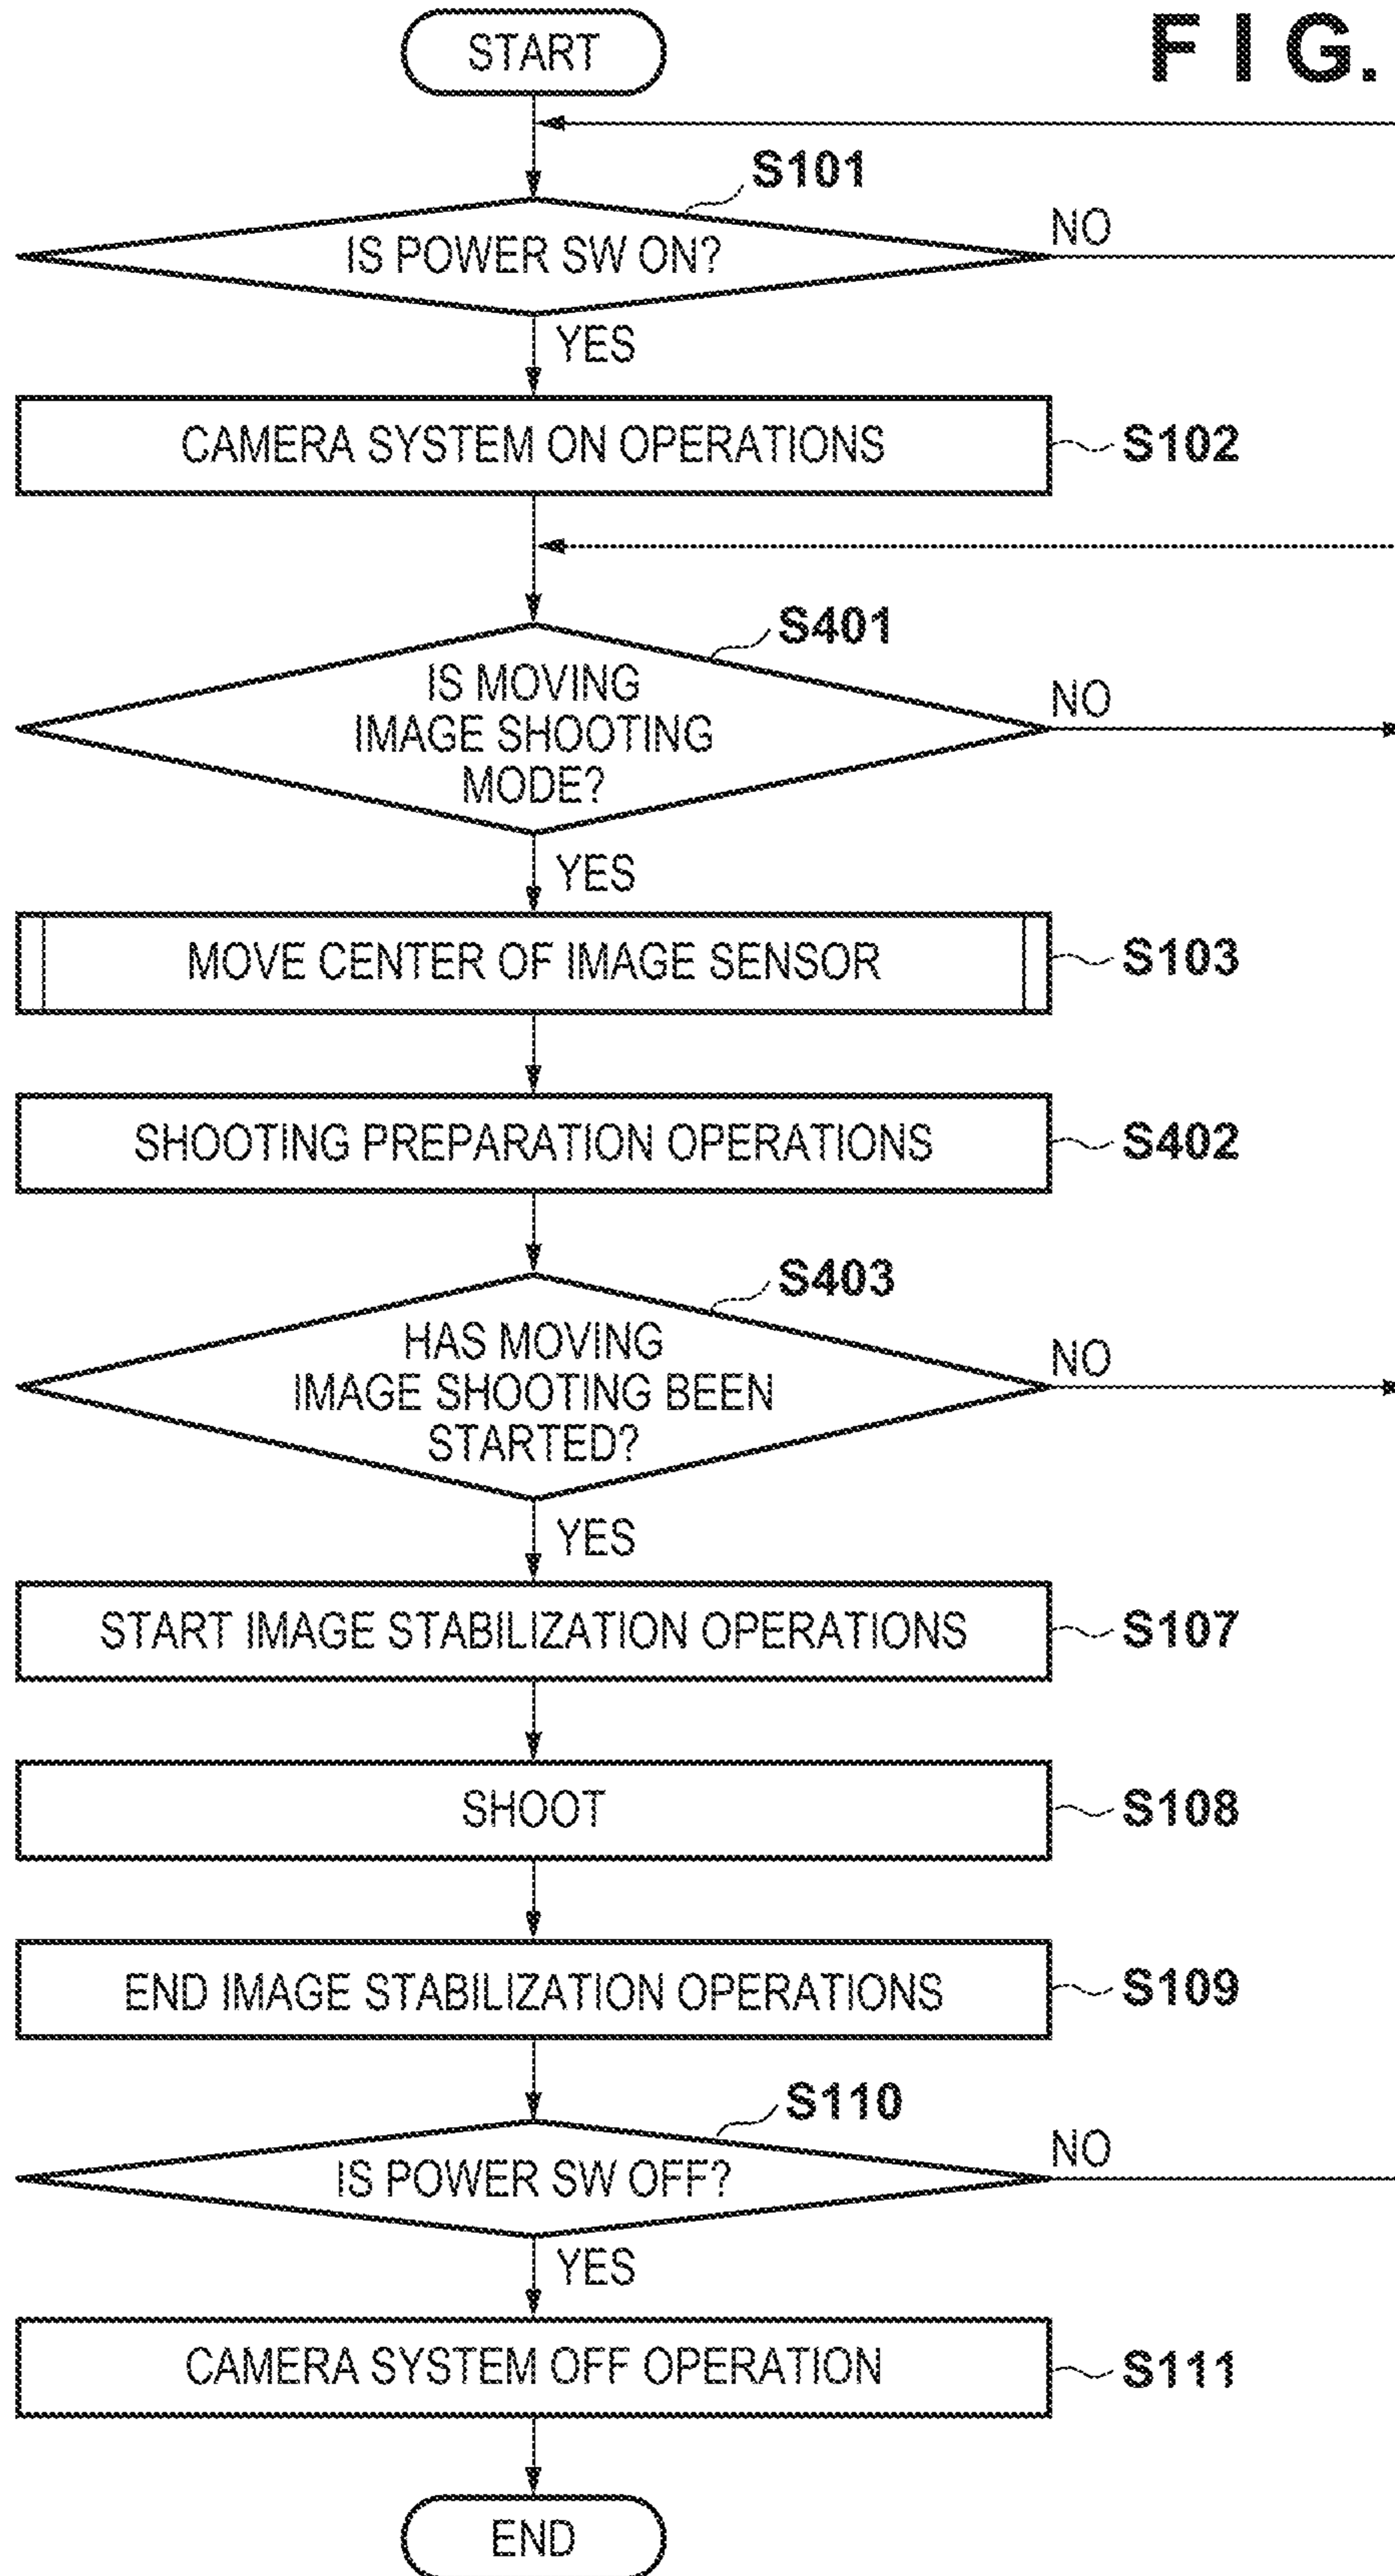 START
FIG.
S101
IS POWER SW ON?
NO
YES
CAMERA SYSTEM ON OPERATIONS
S102
S401
IS MOVING
IMAGE SHOOTING
MODE?
NO
YES
MOVE CENTER OF IMAGE SENSOR
S103
SHOOTING PREPARATION OPERATIONS
S402
S403
HAS MOVING
IMAGE SHOOTING BEEN
STARTED?
NO
YES
START IMAGE STABILIZATION OPERATIONS
S107
SHOOT
S108
END IMAGE STABILIZATION OPERATIONS
S109
S110
IS POWER SW OFF?
NO
YES
CAMERA SYSTEM OFF OPERATION
S111
END